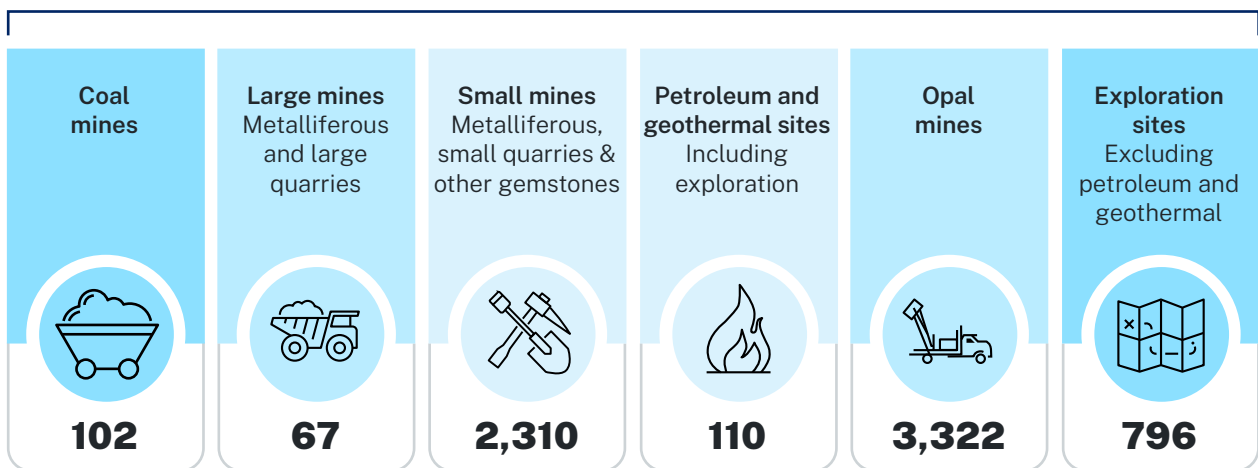 Coal
mines
102
Large mines
Metalliferous
and large
quarries
67
Small mines
Metalliferous,
small quarries &
other gemstones
2,310
Petroleum and
geothermal sites
Including
exploration
110
Opal
mines
3,322
Exploration
sites
Excluding
petroleum and
geothermal
796